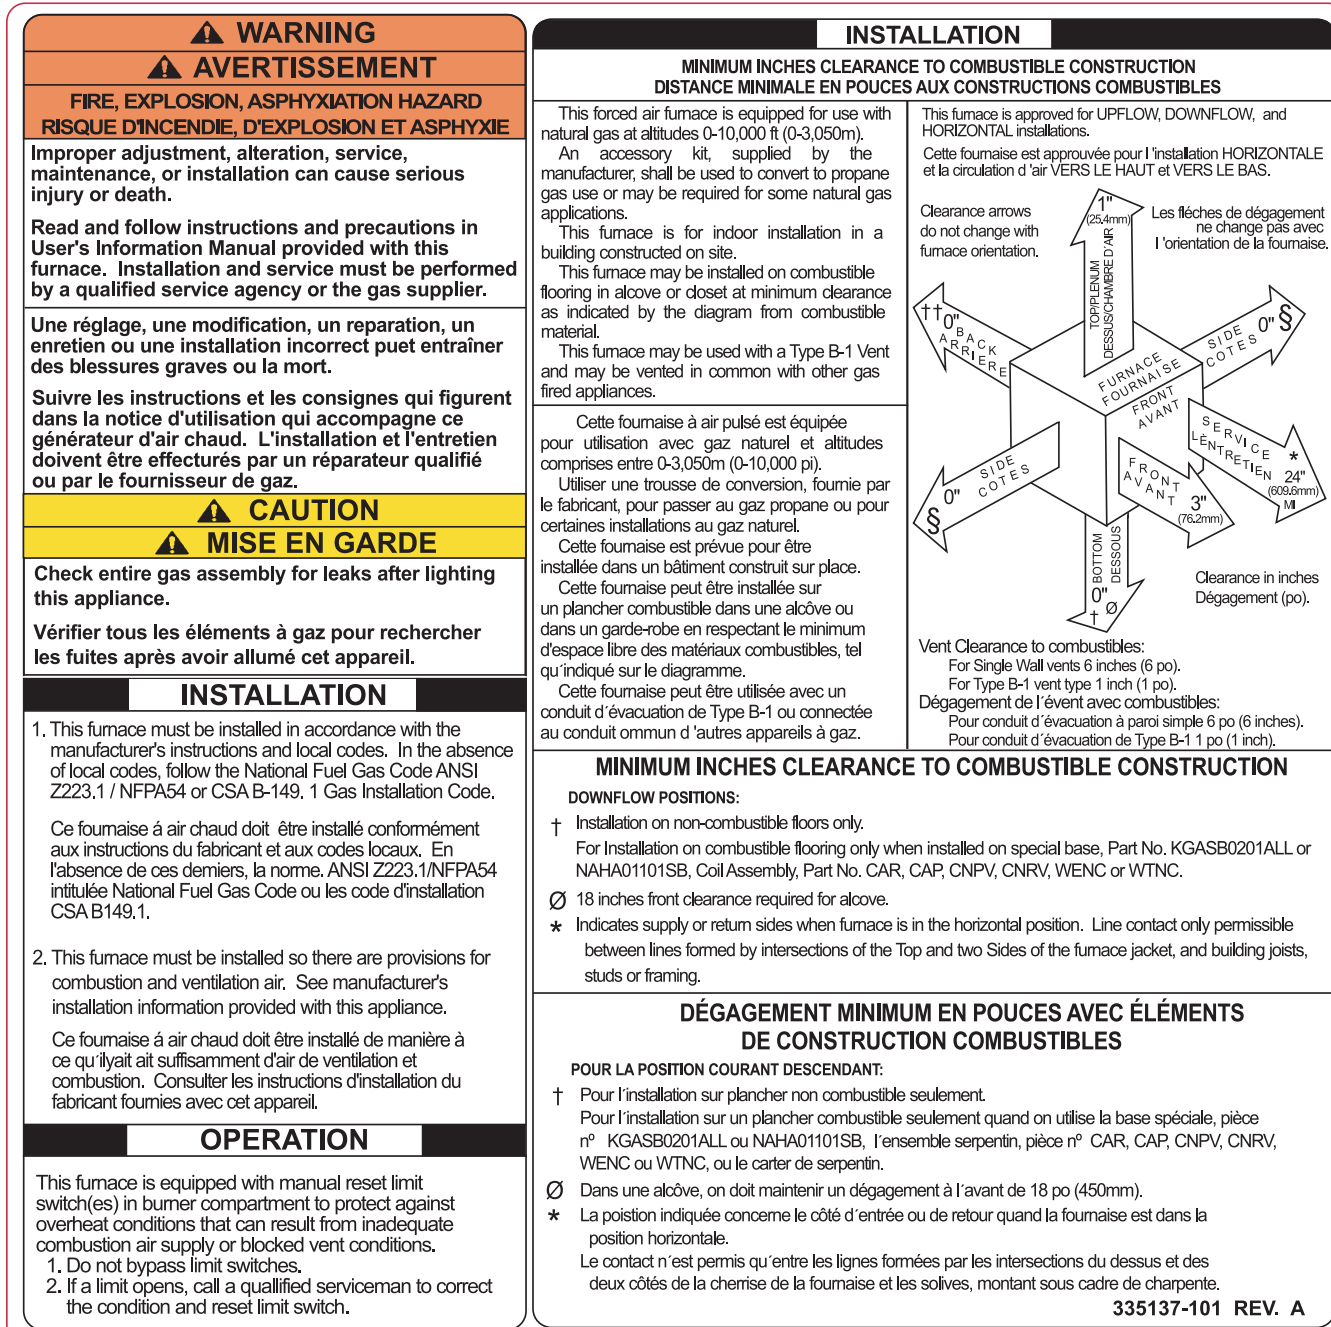 WARNING
AVERTISSEMENT
FIRE, EXPLOSION, ASPHYXIATION HAZARD
RISQUE D'INCENDIE, D'EXPLOSION ET ASPHYXIE
Improper adjustment, alteration, service,
maintenance, or installation can cause serious
injury or death.
Read and follow instructions and precautions in
User's Information Manual provided with this
furnace. Installation and service must be performed
by a qualified service agency or the gas supplier.
Une réglage, une modification, un reparation, un
enretien ou une installation incorrect puet entraîner
des blessures graves ou la mort.
Suivre les instructions et les consignes qui figurent
dans la notice d'utilisation qui accompagne ce
générateur d'air chaud. L'installation et l'entretien
doivent être effecturés par un réparateur qualifié
ou par le fournisseur de gaz.
CAUTION
MISE EN GARDE
Check entire gas assembly for leaks after lighting
this appliance.
Vérifier tous les éléments à gaz pour rechercher
les fuites après avoir allumé cet appareil.
INSTALLATION
1. This furnace must be installed in accordance with the
manufacturer's instructions and local codes. In the absence
of local codes, follow the National Fuel Gas Code ANSI
Z223.1 / NFPA54 or CSA B-149. 1 Gas Installation Code.
Ce fournaise á air chaud doit être installé conformément
aux instructions du fabricant et aux codes locaux. En
l'absence de ces derniers, la norme. ANSI Z223.1/NFPA54
intitulée National Fuel Gas Code ou les code d'installation
CSA B149.1.
2. This furnace must be installed so there are provisions for
combustion and ventilation air. See manufacturer's
installation information provided with this appliance.
Ce fournaise á air chaud doit être installé de manière à
ce qu´ilyait ait suffisamment d'air de ventilation et
combustion. Consulter les instructions d'installation du
fabricant fournies avec cet appareil.
OPERATION
This furnace is equipped with manual reset limit
switch(es) in burner compartment to protect against
overheat conditions that can result from inadequate
combustion air supply or blocked vent conditions.
1. Do not bypass limit switches.
2. If a limit opens, call a quallified serviceman to correct
the condition and reset limit switch.
INSTALLATION
MINIMUM INCHES CLEARANCE TO COMBUSTIBLE CONSTRUCTION
DISTANCE MINIMALE EN POUCES AUX CONSTRUCTIONS COMBUSTIBLES
This forced air furnace is equipped for use with
natural gas at altitudes 0-10,000 ft (0-3,050m).
An accessory kit, supplied by the
manufacturer, shall be used to convert to propane
gas use or may be required for some natural gas
applications.
This furnace is for indoor installation in a
building constructed on site.
This furnace may be installed on combustible
flooring in alcove or closet at minimum clearance
as indicated by the diagram from combustible
material.
This furnace may be used with a Type B-1 Vent
and may be vented in common with other gas
fired appliances.
Cette fournaise à air pulsé est équipée
pour utilisation avec gaz naturel et altitudes
comprises entre 0-3,050m (0-10,000 pi).
Utiliser une trousse de conversion, fournie par
le fabricant, pour passer au gaz propane ou pour
certaines installations au gaz naturel.
Cette fournaise est prévue pour être
installée dans un bâtiment construit sur place.
Cette fournaise peut être installée sur
un plancher combustible dans une alcôve ou
dans un garde-robe en respectant le minimum
d'espace libre des matériaux combustibles, tel
qu´indiqué sur le diagramme.
Cette fournaise peut être utilisée avec un
conduit d´évacuation de Type B-1 ou connectée
au conduit ommun d 'autres appareils à gaz.
This furnace is approved for UPFLOW, DOWNFLOW, and
HORIZONTAL installations.
Cette fournaise est approuvée pour l 'installation HORIZONTALE
et la circulation d 'air VERS LE HAUT et VERS LE BAS.
Clearance arrows
do not change with
furnace orientation.
Les fléches de dégagement
ne change pas avec
l 'orientation de la fournaise.
1"
(25,4mm)
TOP/PLENUM
DESSUS/CHAMBRE D'AIR
††0"
BACK
ARRIERE
SIDE
COTES
0" §
FURNACE
FOURNAISE
FRONT
AVANT
SERVICE
LÈNTRETIEN
*
24"
(609.6mm)
MI
SIDE
COTES
0"
§
FRONT
AVANT
3"
(76.2mm)
BOTTOM
DESSOUS
0"
† Ø
Clearance in inches
Dégagement (po).
Vent Clearance to combustibles:
For Single Wall vents 6 inches (6 po).
For Type B-1 vent type 1 inch (1 po).
Dégagement de l´évent avec combustibles:
Pour conduit d´évacuation à paroi simple 6 po (6 inches).
Pour conduit d´évacuation de Type B-1 1 po (1 inch).
MINIMUM INCHES CLEARANCE TO COMBUSTIBLE CONSTRUCTION
DOWNFLOW POSITIONS:
† Installation on non-combustible floors only.
For Installation on combustible flooring only when installed on special base, Part No. KGASB0201ALL or
NAHA01101SB, Coil Assembly, Part No. CAR, CAP, CNPV, CNRV, WENC or WTNC.
Ø 18 inches front clearance required for alcove.
* Indicates supply or return sides when furnace is in the horizontal position. Line contact only permissible
between lines formed by intersections of the Top and two Sides of the furnace jacket, and building joists,
studs or framing.
DÉGAGEMENT MINIMUM EN POUCES AVEC ÉLÉMENTS
DE CONSTRUCTION COMBUSTIBLES
POUR LA POSITION COURANT DESCENDANT:
† Pour l´installation sur plancher non combustible seulement.
Pour l´installation sur un plancher combustible seulement quand on utilise la base spéciale, pièce
nº KGASB0201ALL ou NAHA01101SB, l´ensemble serpentin, pièce nº CAR, CAP, CNPV, CNRV,
WENC ou WTNC, ou le carter de serpentin.
Ø Dans une alcôve, on doit maintenir un dégagement à l´avant de 18 po (450mm).
* La poistion indiquée concerne le côté d´entrée ou de retour quand la fournaise est dans la
position horizontale.
Le contact n´est permis qu´entre les lignes formées par les intersections du dessus et des
deux côtés de la cherrise de la fournaise et les solives, montant sous cadre de charpente.
335137-101 REV. A